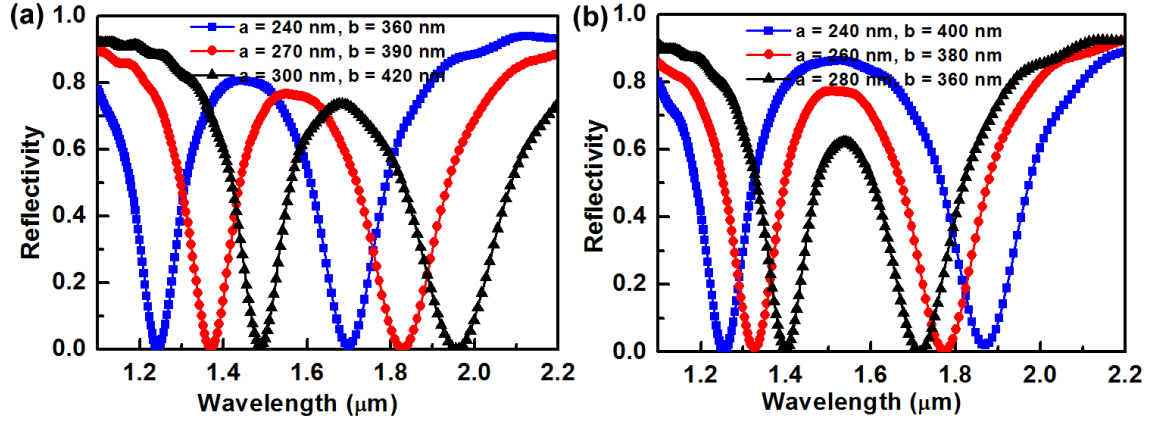 (a)
a = 240 nm, b = 360 nm
a = 270 nm, b = 390 nm
a = 300 nm, b = 420 nm
Reflectivity
1.0
0.8
0.6
0.4
0.2
0.0
1.2 1.4 1.6 1.8 2.0 2.2
Wavelength (μm)
(b)
a = 240 nm, b = 400 nm
a = 260 nm, b = 380 nm
a = 280 nm, b = 360 nm
Reflectivity
1.0
0.8
0.6
0.4
0.2
0.0
1.2 1.4 1.6 1.8 2.0 2.2
Wavelength (μm)